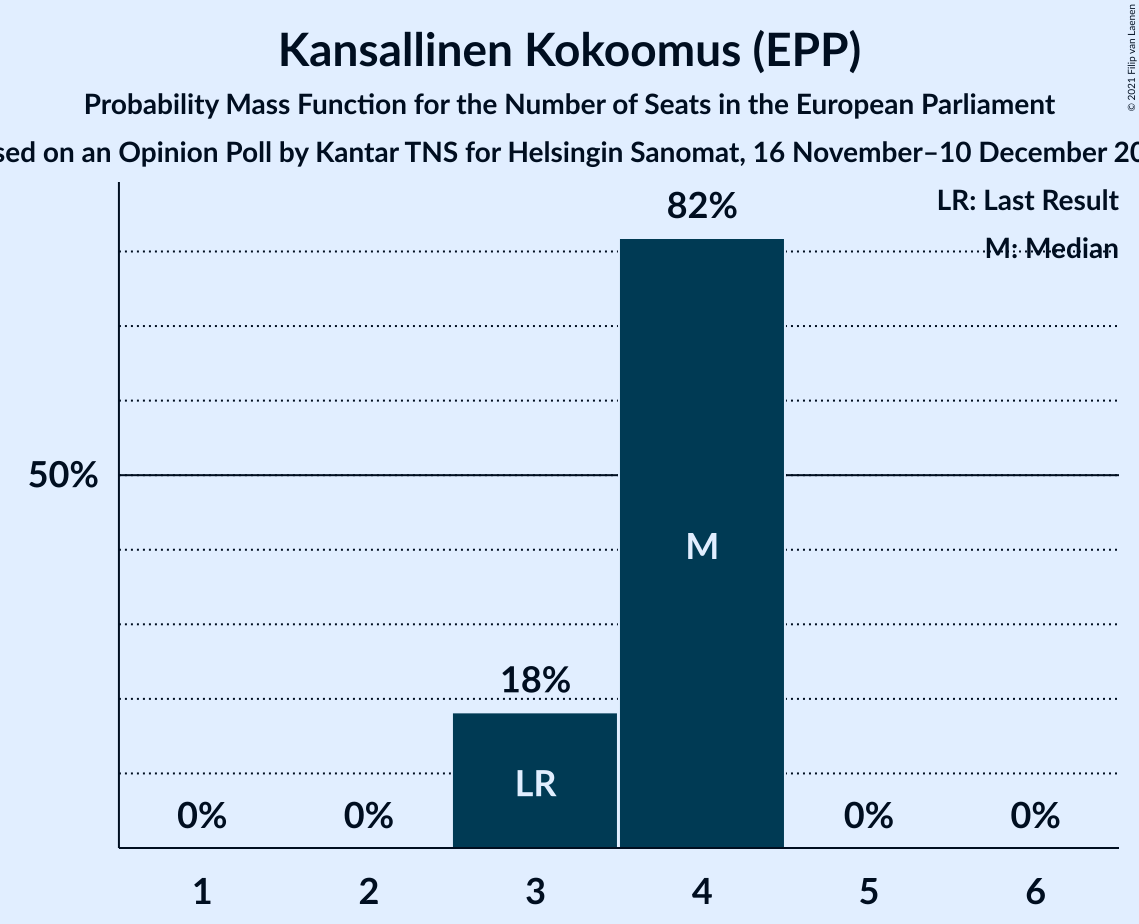 Kansallinen Kokoomus (EPP)
Probability Mass Function for the Number of Seats in the European Parliament
on an Opinion Poll by Kantar TNS for Helsingin Sanomat, 16 November–10 December
© 2021 Filip van Laenen
LR: Last Result
M: Median
82%
50%
M
18%
LR
0% 0% 0% 0%
1 2 3 4 5 6